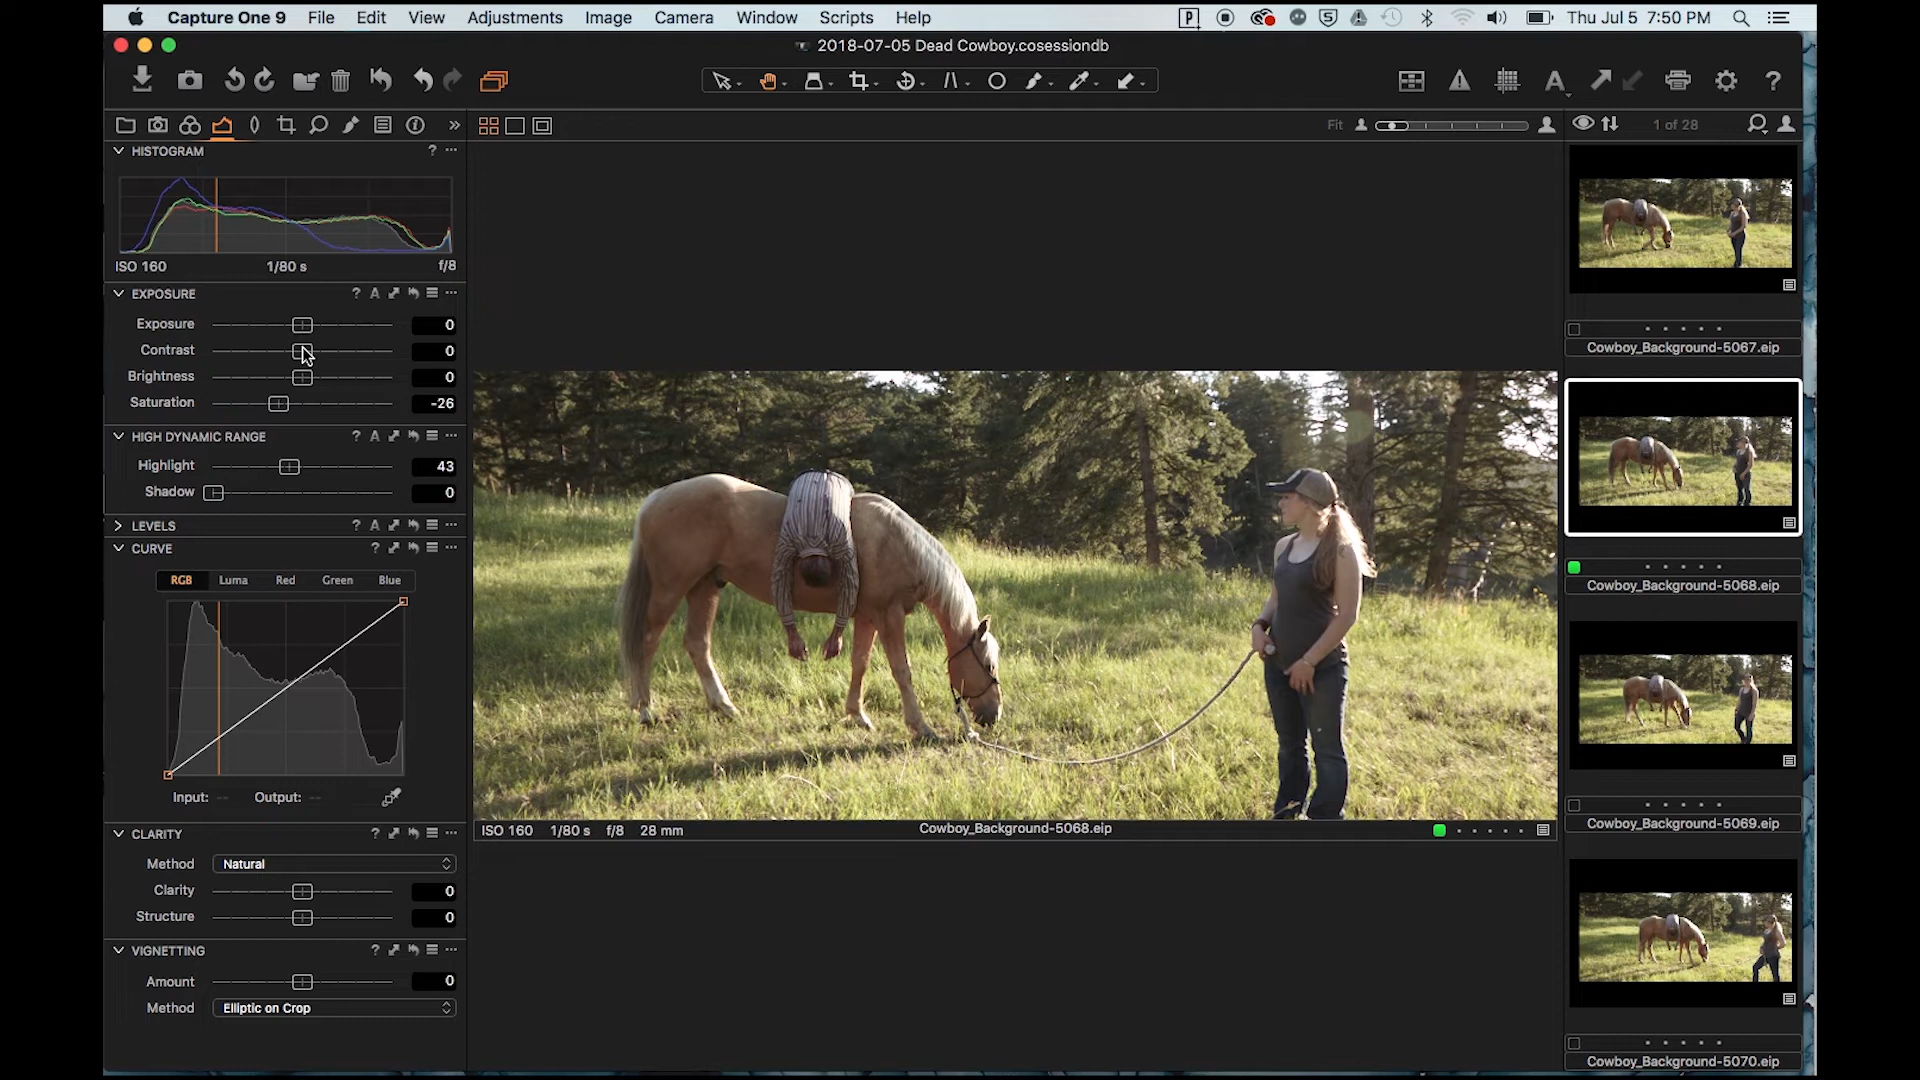 Capture One 9 File Edit View Adjustments Image Camera Window Scripts Help Thu Jul 5 7:50 PM
2018-07-05 Dead Cowboy.cosessiondb
Fit
1 of 28
HISTOGRAM
ISO 160 1/80 s f/8
EXPOSURE
Exposure 0
Contrast 0
Brightness 0
Saturation -26
HIGH DYNAMIC RANGE
Highlight 43
Shadow 0
LEVELS
CURVE
RGB Luma Red Green Blue
Input: -- Output: --
CLARITY
Method Natural
Clarity 0
Structure 0
VIGNETTING
Amount 0
Method Elliptic on Crop
ISO 160 1/80 s f/8 28 mm Cowboy_Background-5068.eip
Cowboy_Background-5067.eip
Cowboy_Background-5068.eip
Cowboy_Background-5069.eip
Cowboy_Background-5070.eip